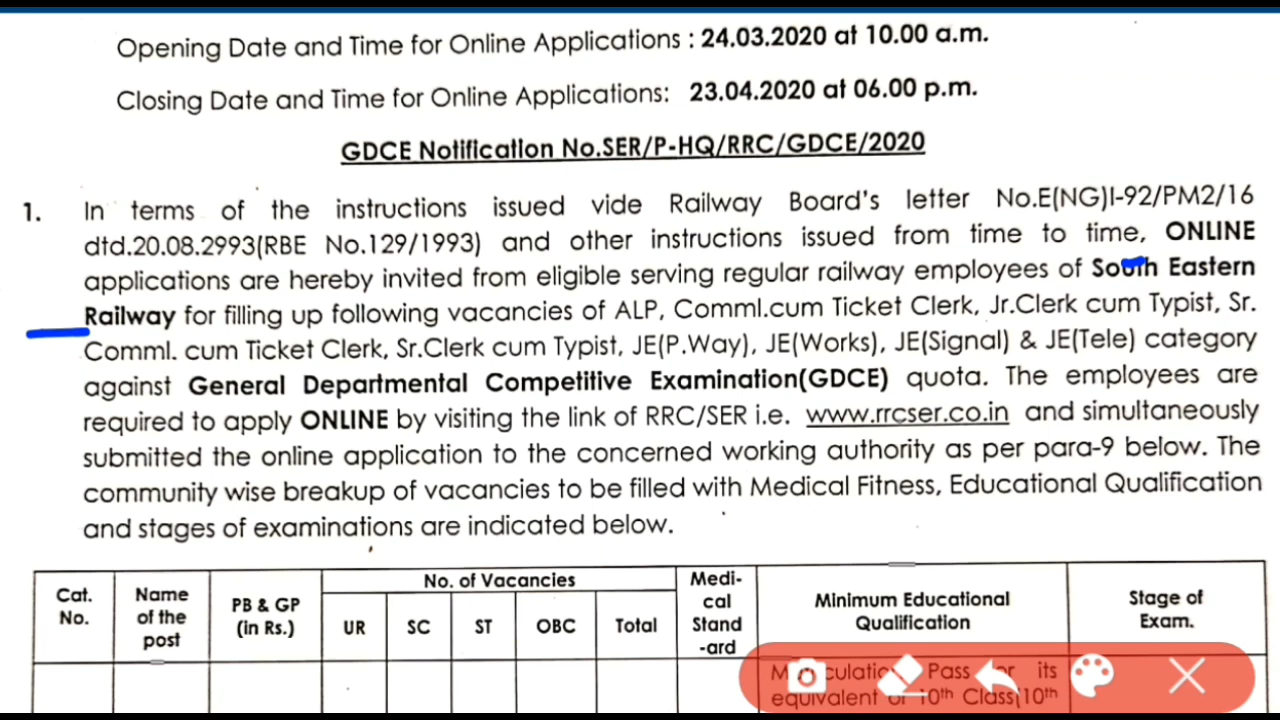 Opening Date and Time for Online Applications : 24.03.2020 at 10.00 a.m.
Closing Date and Time for Online Applications: 23.04.2020 at 06.00 p.m.
GDCE Notification No.SER/P-HQ/RRC/GDCE/2020
1. In terms of the instructions issued vide Railway Board's letter No.E(NG)I-92/PM2/16
dtd.20.08.2993(RBE No.129/1993) and other instructions issued from time to time, ONLINE
applications are hereby invited from eligible serving regular railway employees of South Eastern
Railway for filling up following vacancies of ALP, Comml.cum Ticket Clerk, Jr.Clerk cum Typist, Sr.
Comml. cum Ticket Clerk, Sr.Clerk cum Typist, JE(P.Way), JE(Works), JE(Signal) & JE(Tele) category
against General Departmental Competitive Examination(GDCE) quota. The employees are
required to apply ONLINE by visiting the link of RRC/SER i.e. www.rrcser.co.in and simultaneously
submitted the online application to the concerned working authority as per para-9 below. The
community wise breakup of vacancies to be filled with Medical Fitness, Educational Qualification
and stages of examinations are indicated below.
Cat. No.
Name of the post
PB & GP (in Rs.)
No. of Vacancies
UR SC ST OBC Total
Medi-
cal
Stand
-ard
Minimum Educational
Qualification
Stage of
Exam.
Pass its
equivalent 10th Class/10th